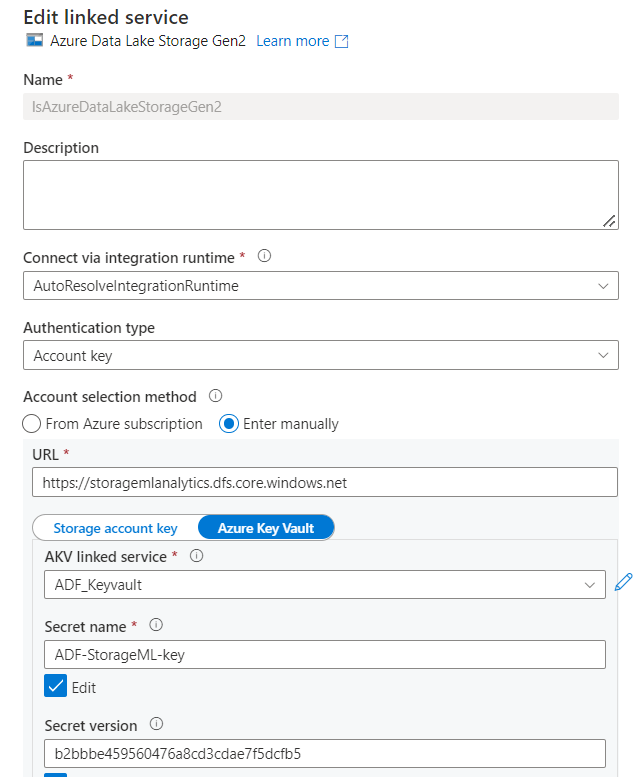 Edit linked service
Azure Data Lake Storage Gen2 Learn more
Name *
lsAzureDataLakeStorageGen2
Description
Connect via integration runtime *
AutoResolveIntegrationRuntime
Authentication type
Account key
Account selection method
From Azure subscription Enter manually
URL *
https://storagemlanalytics.dfs.core.windows.net
Storage account key Azure Key Vault
AKV linked service *
ADF_Keyvault
Secret name *
ADF-StorageML-key
Edit
Secret version
b2bbbe459560476a8cd3cdae7f5dcfb5